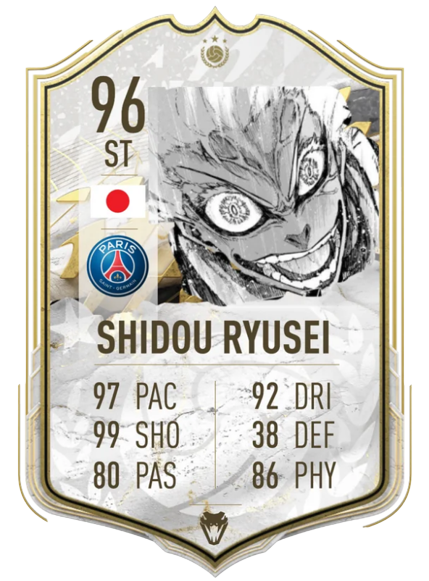 96
ST
PARIS
SAINT-GERMAIN
SHIDOU RYUSEI
97 PAC 92 DRI
99 SHO 38 DEF
80 PAS 86 PHY